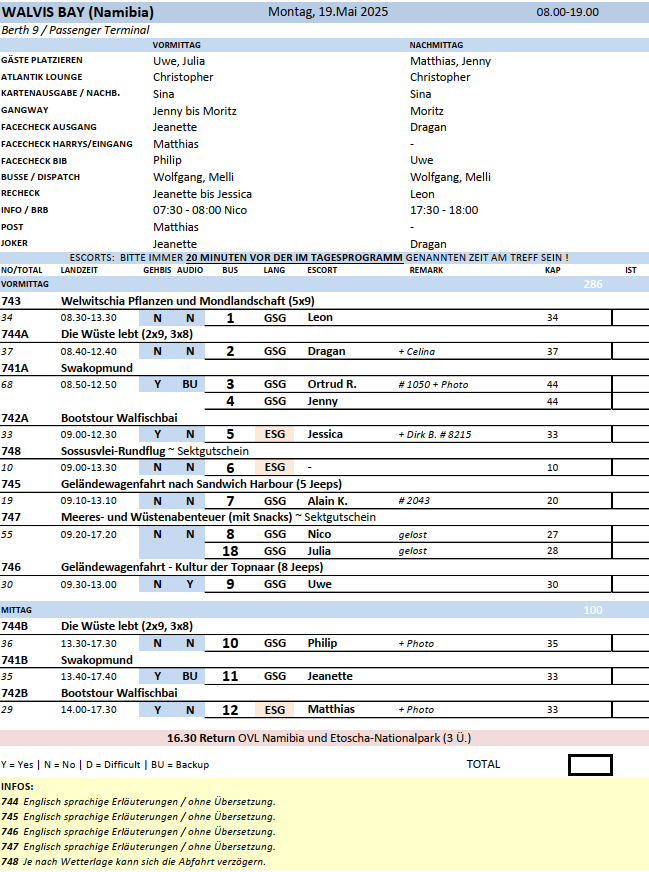 WALVIS BAY (Namibia) Montag, 19.Mai 2025 08.00-19.00
Berth 9 / Passenger Terminal
VORMITTAG NACHMITTAG
GÄSTE PLATZIEREN Uwe, Julia Matthias, Jenny
ATLANTIK LOUNGE Christopher Christopher
KARTENAUSGABE / NACHB. Sina Sina
GANGWAY Jenny bis Moritz Moritz
FACECHECK AUSGANG Jeanette Dragan
FACECHECK HARRYS/EINGANG Matthias -
FACECHECK BIB Philip Uwe
BUSSE / DISPATCH Wolfgang, Melli Wolfgang, Melli
RECHECK Jeanette bis Jessica Leon
INFO / BRB 07:30 - 08:00 Nico 17:30 - 18:00
POST Matthias -
JOKER Jeanette Dragan
ESCORTS: BITTE IMMER 20 MINUTEN VOR DER IM TAGESPROGRAMM GENANNTEN ZEIT AM TREFF SEIN !
NO/TOTAL LANDZEIT GEHBIS AUDIO BUS LANG ESCORT REMARK KAP IST
VORMITTAG 286
743 Welwitschia Pflanzen und Mondlandschaft (5x9)
34 08.30-13.30 N N 1 GSG Leon 34
744A Die Wüste lebt (2x9, 3x8)
37 08.40-12.40 N N 2 GSG Dragan + Celina 37
741A Swakopmund
68 08.50-12.50 Y BU 3 GSG Ortrud R. # 1050 + Photo 44
4 GSG Jenny 44
742A Bootstour Walfischbai
33 09.00-12.30 Y N 5 ESG Jessica + Dirk B. # 8215 33
748 Sossusvlei-Rundflug ~ Sektgutschein
10 09.00-13.30 N N 6 ESG - 10
745 Geländewagenfahrt nach Sandwich Harbour (5 Jeeps)
19 09.10-13.10 N N 7 GSG Alain K. # 2043 20
747 Meeres- und Wüstenabenteuer (mit Snacks) ~ Sektgutschein
55 09.20-17.20 N N 8 GSG Nico gelost 27
18 GSG Julia gelost 28
746 Geländewagenfahrt - Kultur der Topnaar (8 Jeeps)
30 09.30-13.00 N Y 9 GSG Uwe 30
MITTAG 100
744B Die Wüste lebt (2x9, 3x8)
36 13.30-17.30 N N 10 GSG Philip + Photo 35
741B Swakopmund
35 13.40-17.40 Y BU 11 GSG Jeanette 33
742B Bootstour Walfischbai
29 14.00-17.30 Y N 12 ESG Matthias + Photo 33
16.30 Return OVL Namibia und Etoscha-Nationalpark (3 Ü.)
Y = Yes | N = No | D = Difficult | BU = Backup TOTAL
INFOS:
744 Englisch sprachige Erläuterungen / ohne Übersetzung.
745 Englisch sprachige Erläuterungen / ohne Übersetzung.
746 Englisch sprachige Erläuterungen / ohne Übersetzung.
747 Englisch sprachige Erläuterungen / ohne Übersetzung.
748 Je nach Wetterlage kann sich die Abfahrt verzögern.